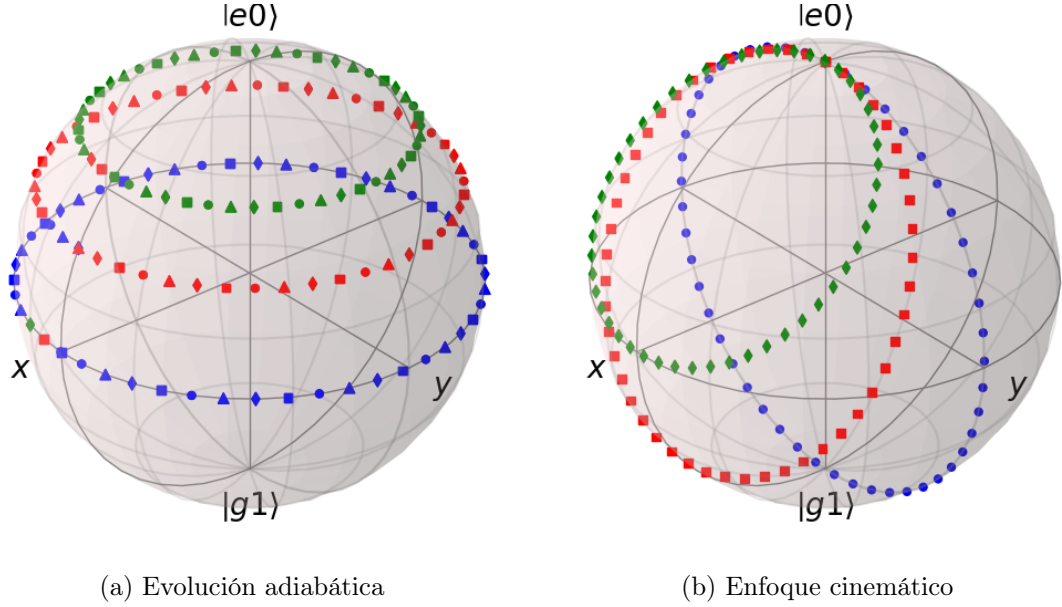 |e0⟩
|e0⟩
x
y
x
y
|g1⟩
|g1⟩
(a) Evolución adiabática
(b) Enfoque cinemático